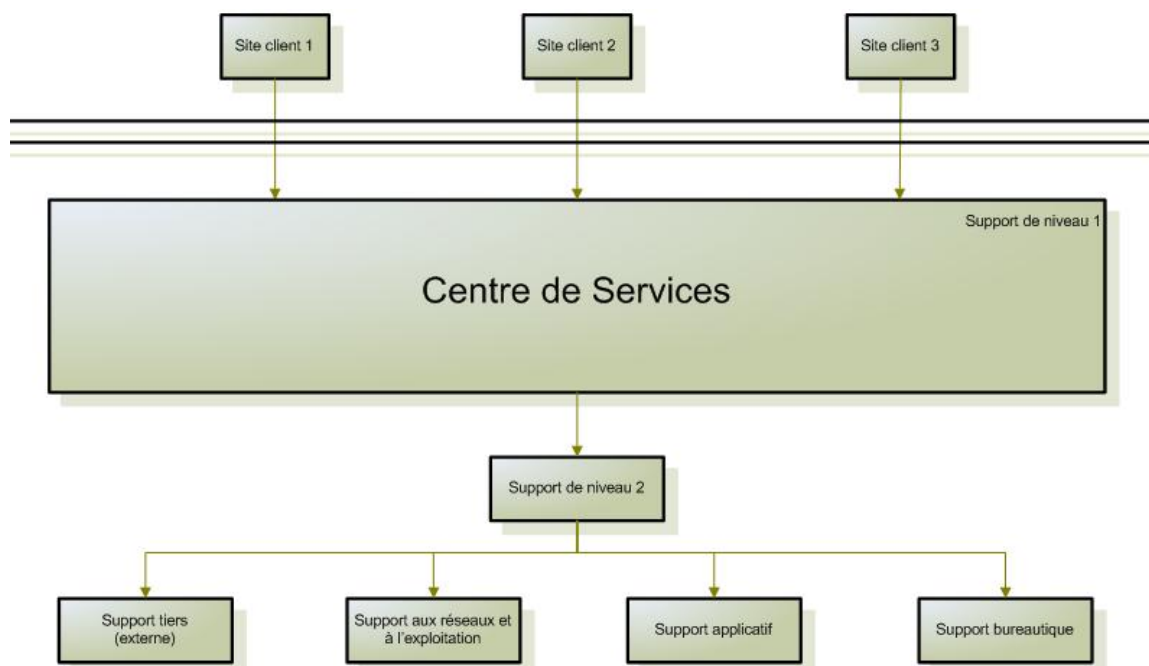 Site client 1
Site client 2
Site client 3
Support de niveau 1
Centre de Services
Support de niveau 2
Support tiers
(externe)
Support aux réseaux et
à l'exploitation
Support applicatif
Support bureautique